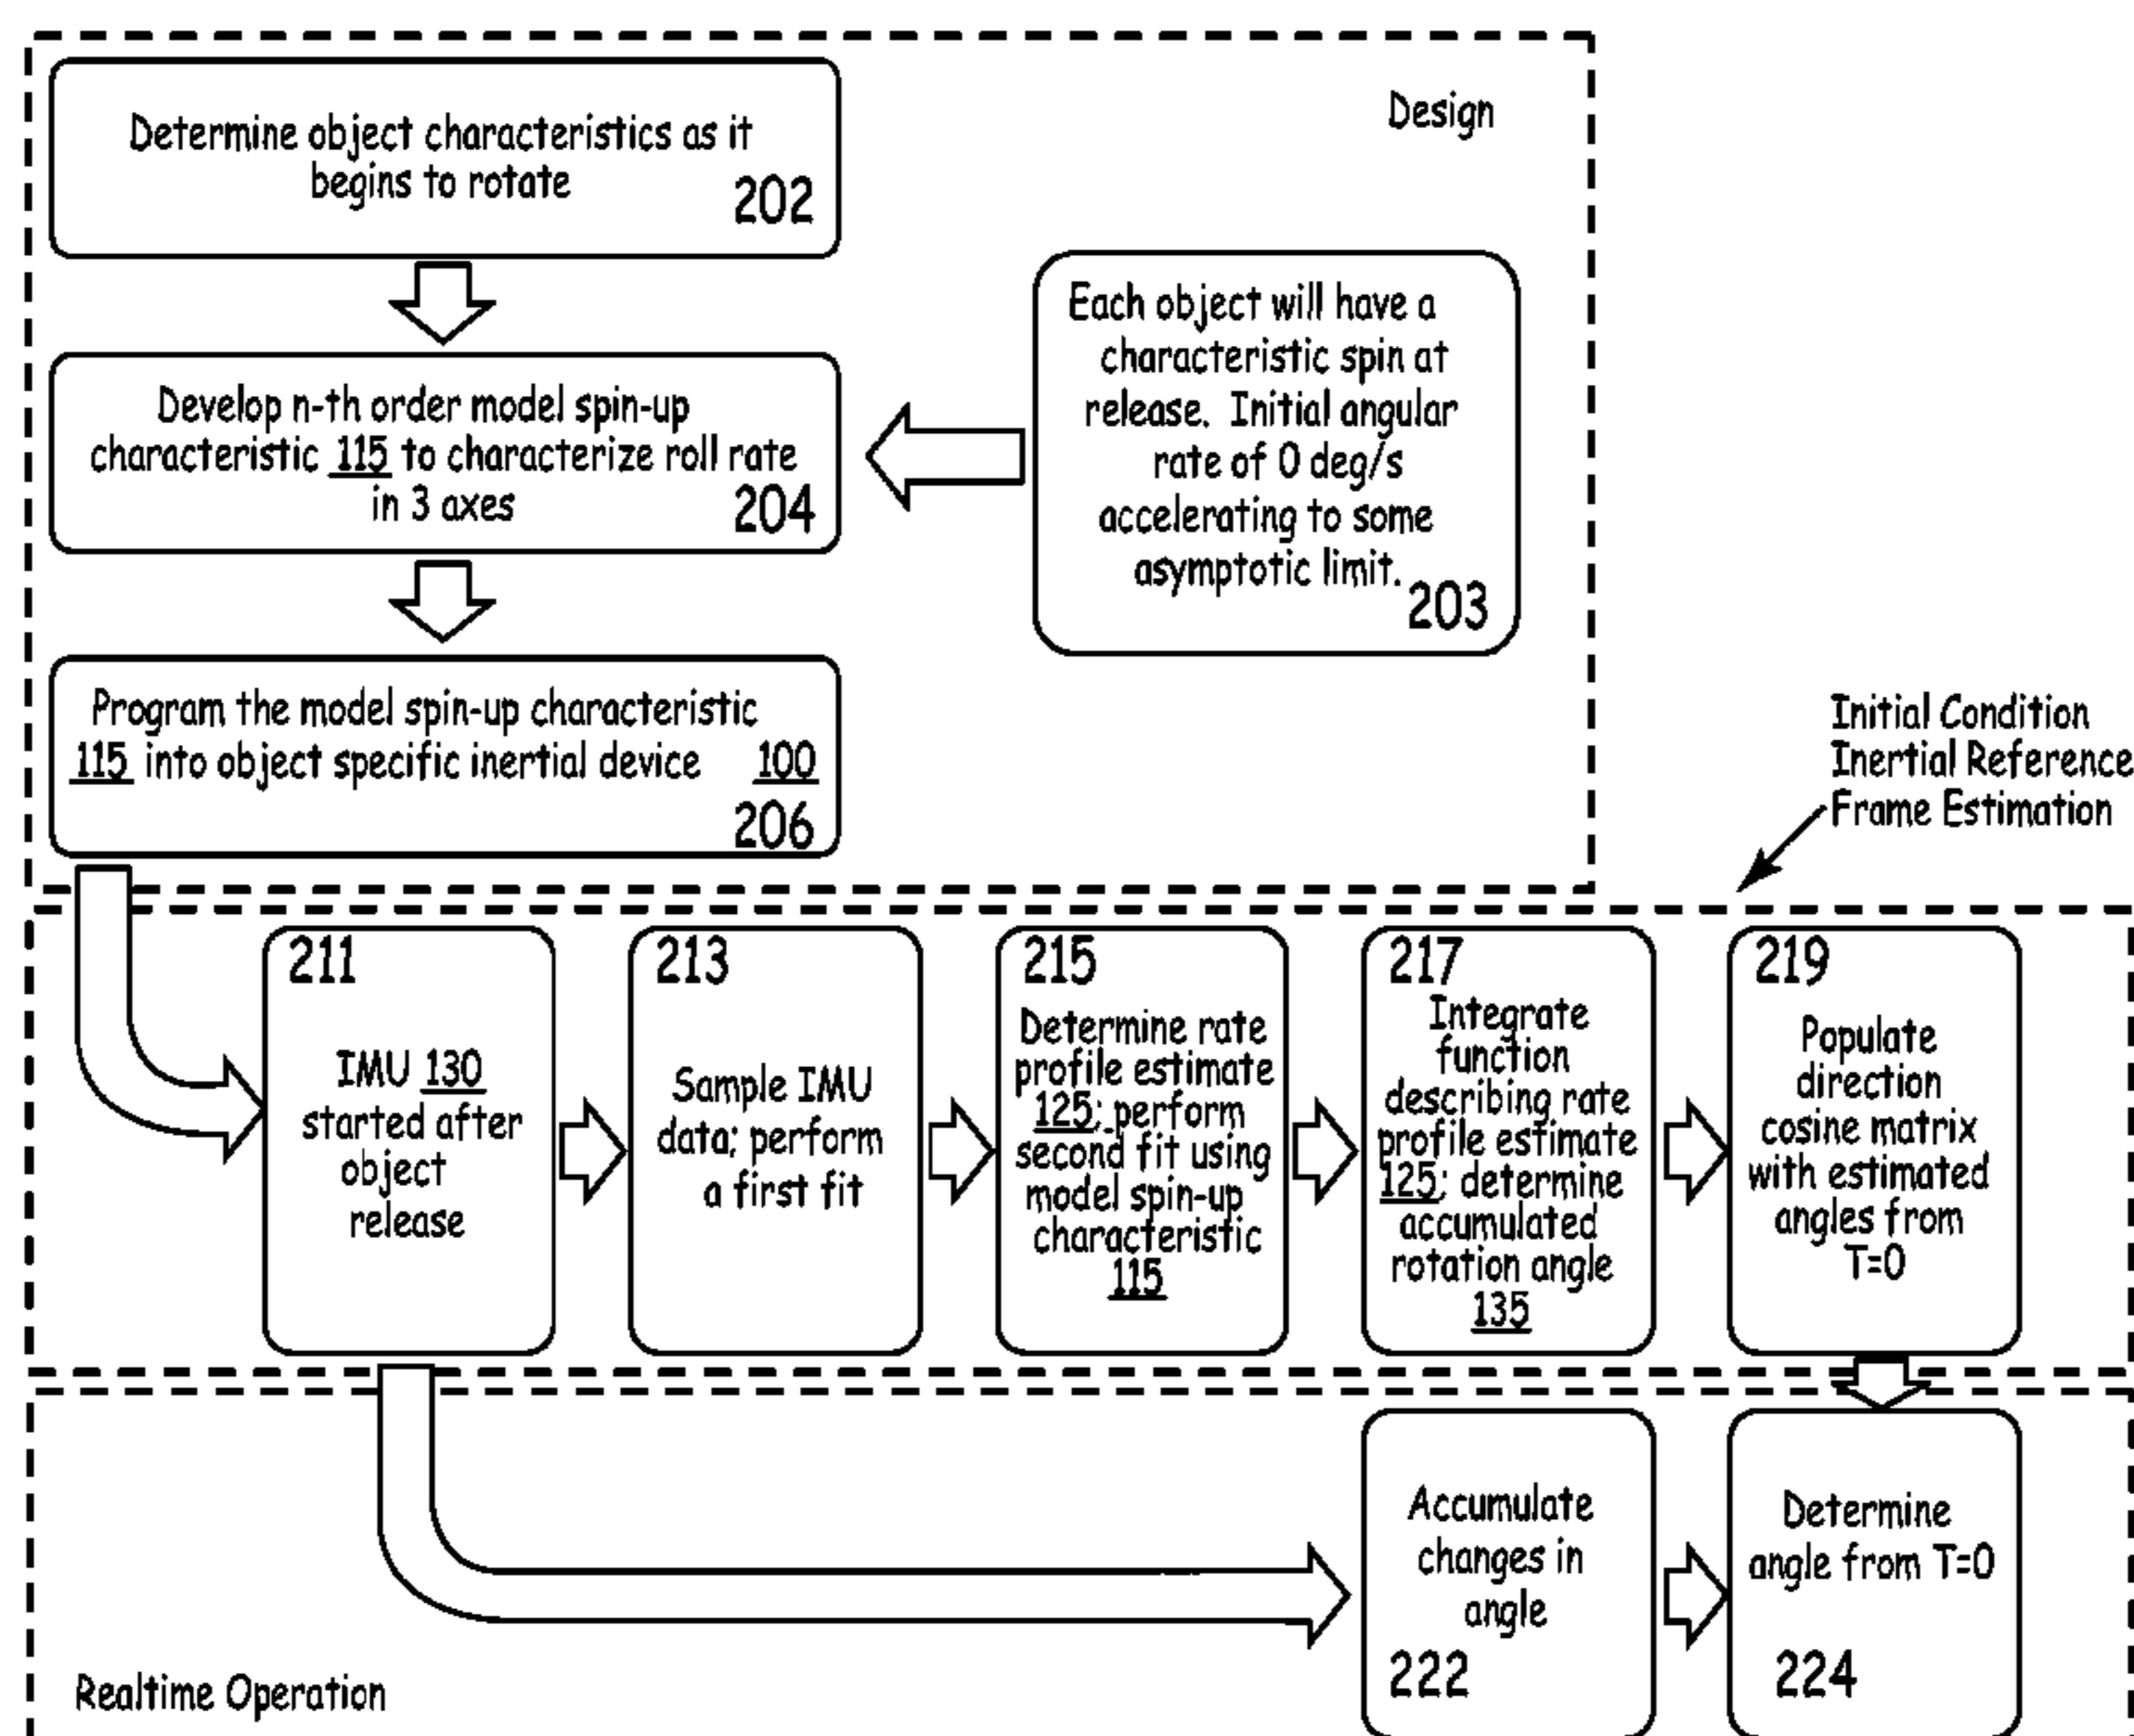 Design
Determine object characteristics as it
begins to rotate
202
Each object will have a
characteristic spin at
release. Initial angular
rate of 0 deg/s
accelerating to some
asymptotic limit.
203
Develop n-th order model spin-up
characteristic 115 to characterize roll rate
in 3 axes
204
Program the model spin-up characteristic
115 into object specific inertial device 100
206
Initial Condition
Inertial Reference
Frame Estimation
211
IMU 130
started after
object
release
213
Sample IMU
data; perform
a first fit
215
Determine rate
profile estimate
125; perform
second fit using
model spin-up
characteristic
115
217
Integrate
function
describing rate
profile estimate
125; determine
accumulated
rotation angle
135
219
Populate
direction
cosine matrix
with estimated
angles from
T=0
Accumulate
changes in
angle
222
Determine
angle from T=0
224
Realtime Operation